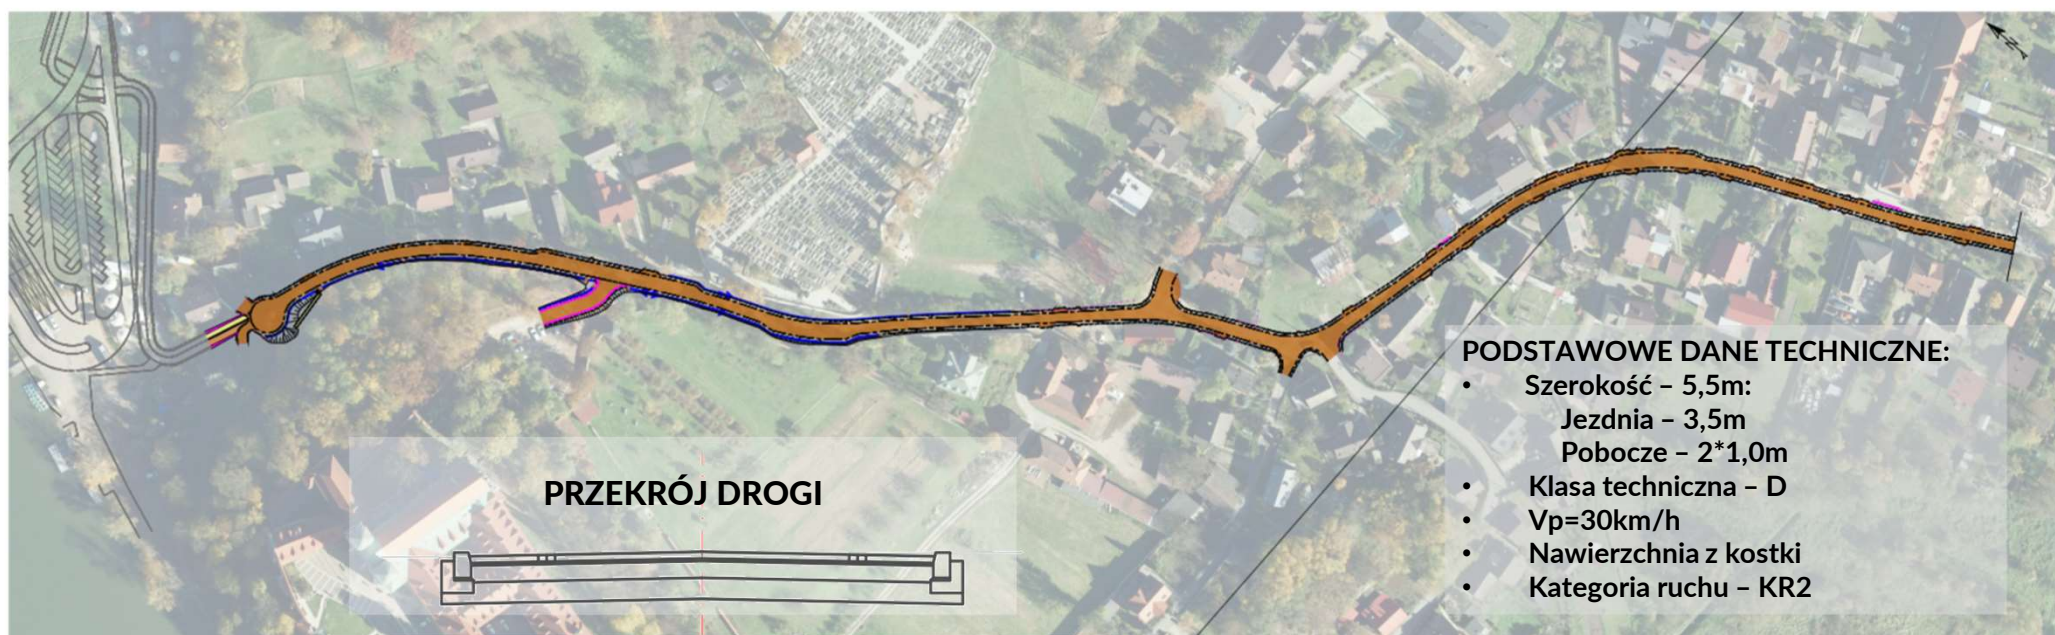 N
PRZEKRÓJ DROGI
PODSTAWOWE DANE TECHNICZNE:
• Szerokość – 5,5m:
Jezdnia – 3,5m
Pobocze – 2*1,0m
• Klasa techniczna – D
• Vp=30km/h
• Nawierzchnia z kostki
• Kategoria ruchu – KR2